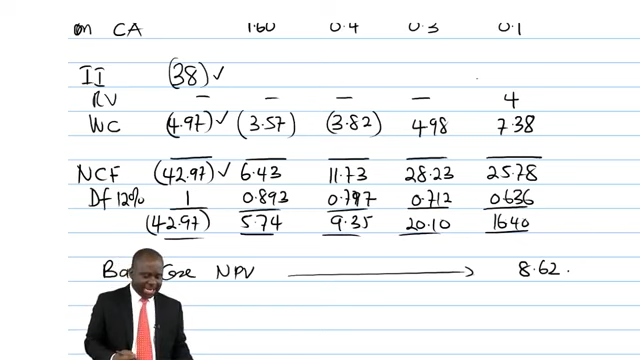 on CA 1.60 0.4 0.3 0.1
II (38) ✓
RV – – – – 4
WC (4.97) ✓ (3.57) (3.82) 4.98 7.38
NCF (42.97) ✓ 6.43 11.73 28.23 25.78
Df 12% 1 0.893 0.797 0.712 0.636
(42.97) 5.74 9.35 20.10 16.40
NPV → 8.62.